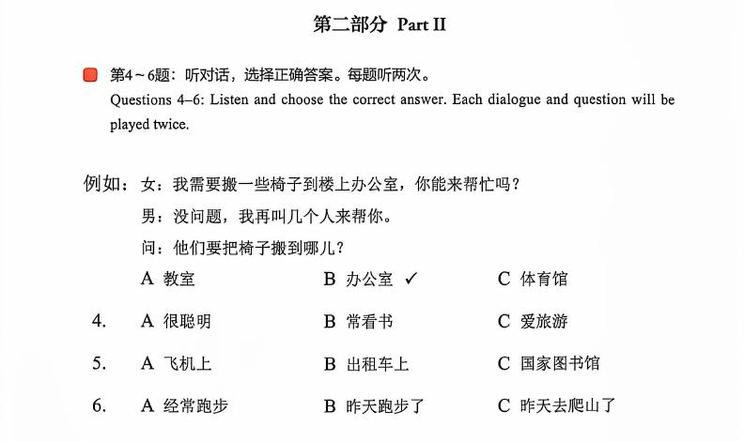 第二部分 Part II
第4～6题：听对话，选择正确答案。每题听两次。
Questions 4–6: Listen and choose the correct answer. Each dialogue and question will be
played twice.
例如：女：我需要搬一些椅子到楼上办公室，你能来帮忙吗？
男：没问题，我再叫几个人来帮你。
问：他们要把椅子搬到哪儿？
A 教室 B 办公室 ✓ C 体育馆
4. A 很聪明 B 常看书 C 爱旅游
5. A 飞机上 B 出租车上 C 国家图书馆
6. A 经常跑步 B 昨天跑步了 C 昨天去爬山了